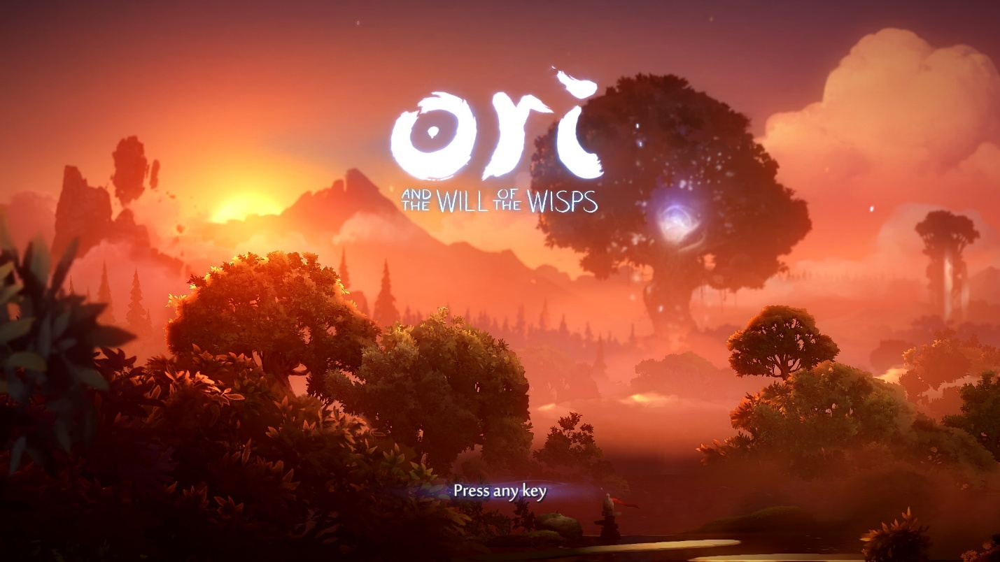 ori
AND THE WILL OF THE WISPS
Press any key